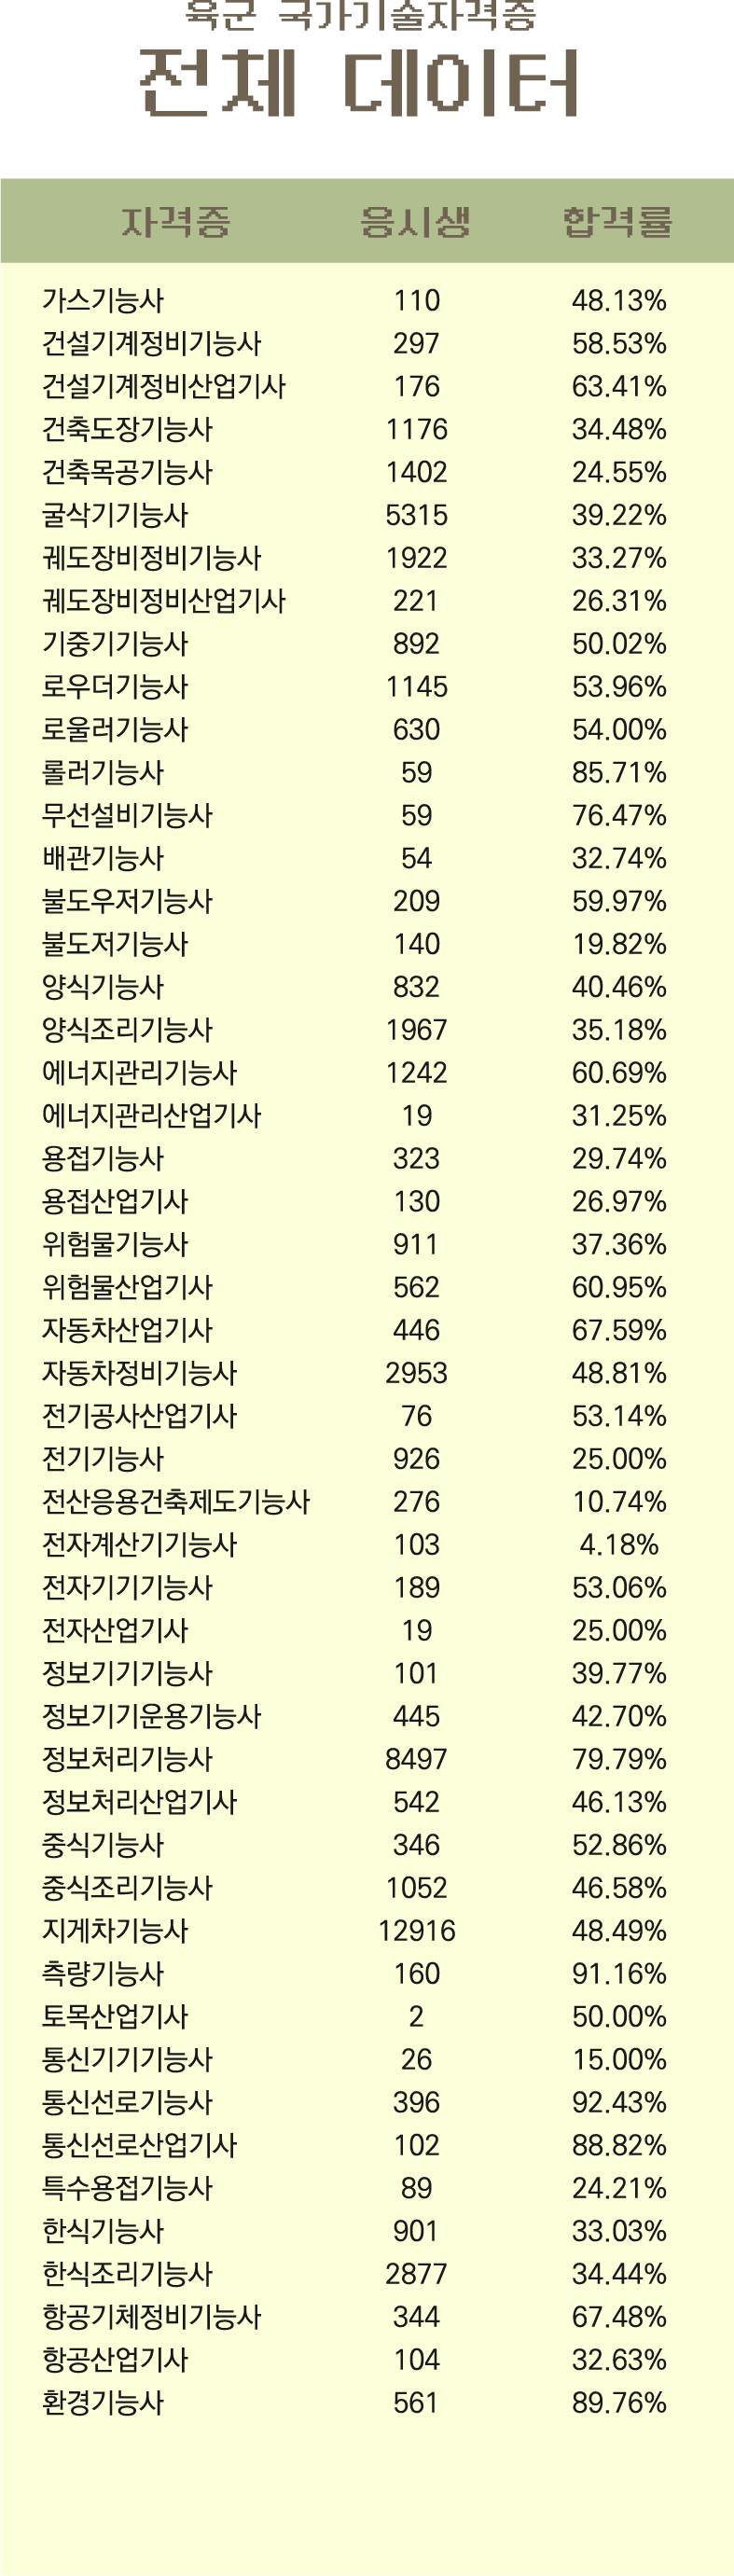 육군 국가기술자격증
전체 데이터
자격증 응시생 합격률
가스기능사 110 48.13%
건설기계정비기능사 297 58.53%
건설기계정비산업기사 176 63.41%
건축도장기능사 1176 34.48%
건축목공기능사 1402 24.55%
굴삭기기능사 5315 39.22%
궤도장비정비기능사 1922 33.27%
궤도장비정비산업기사 221 26.31%
기중기기능사 892 50.02%
로우더기능사 1145 53.96%
로울러기능사 630 54.00%
롤러기능사 59 85.71%
무선설비기능사 59 76.47%
배관기능사 54 32.74%
불도우저기능사 209 59.97%
불도저기능사 140 19.82%
양식기능사 832 40.46%
양식조리기능사 1967 35.18%
에너지관리기능사 1242 60.69%
에너지관리산업기사 19 31.25%
용접기능사 323 29.74%
용접산업기사 130 26.97%
위험물기능사 911 37.36%
위험물산업기사 562 60.95%
자동차산업기사 446 67.59%
자동차정비기능사 2953 48.81%
전기공사산업기사 76 53.14%
전기기능사 926 25.00%
전산응용건축제도기능사 276 10.74%
전자계산기기능사 103 4.18%
전자기기기능사 189 53.06%
전자산업기사 19 25.00%
정보기기기능사 101 39.77%
정보기기운용기능사 445 42.70%
정보처리기능사 8497 79.79%
정보처리산업기사 542 46.13%
중식기능사 346 52.86%
중식조리기능사 1052 46.58%
지게차기능사 12916 48.49%
측량기능사 160 91.16%
토목산업기사 2 50.00%
통신기기기능사 26 15.00%
통신선로기능사 396 92.43%
통신선로산업기사 102 88.82%
특수용접기능사 89 24.21%
한식기능사 901 33.03%
한식조리기능사 2877 34.44%
항공기체정비기능사 344 67.48%
항공산업기사 104 32.63%
환경기능사 561 89.76%